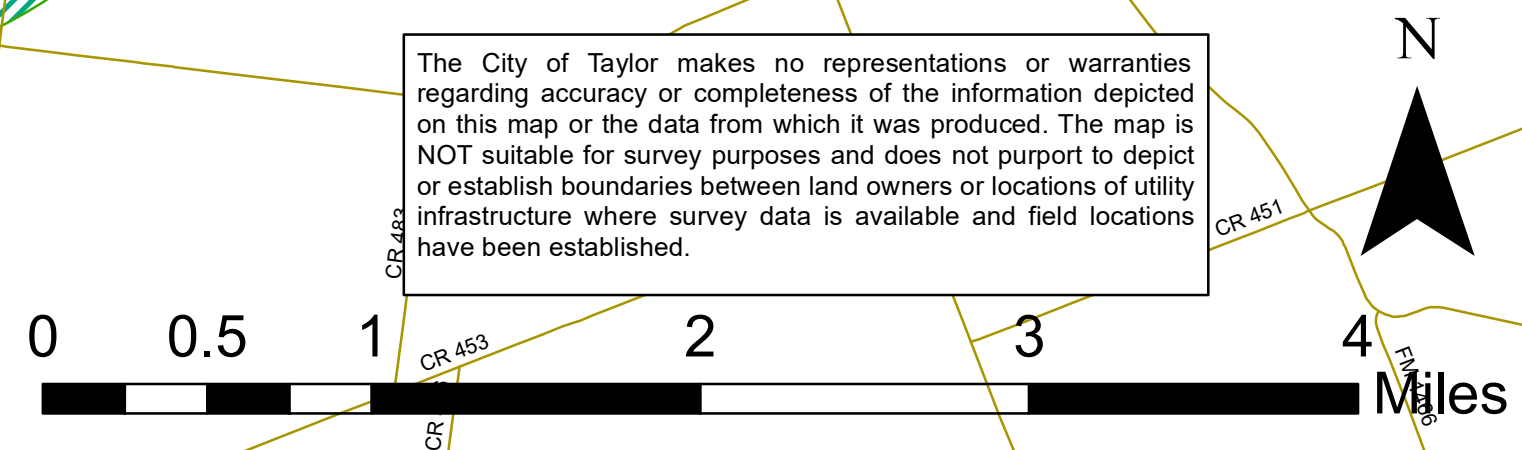 N
The City of Taylor makes no representations or warranties
regarding accuracy or completeness of the information depicted
on this map or the data from which it was produced. The map is
NOT suitable for survey purposes and does not purport to depict
or establish boundaries between land owners or locations of utility
infrastructure where survey data is available and field locations
have been established.
CR 483
CR 451
0 0.5 1 2 3 4
CR 453
Miles
FM
CR